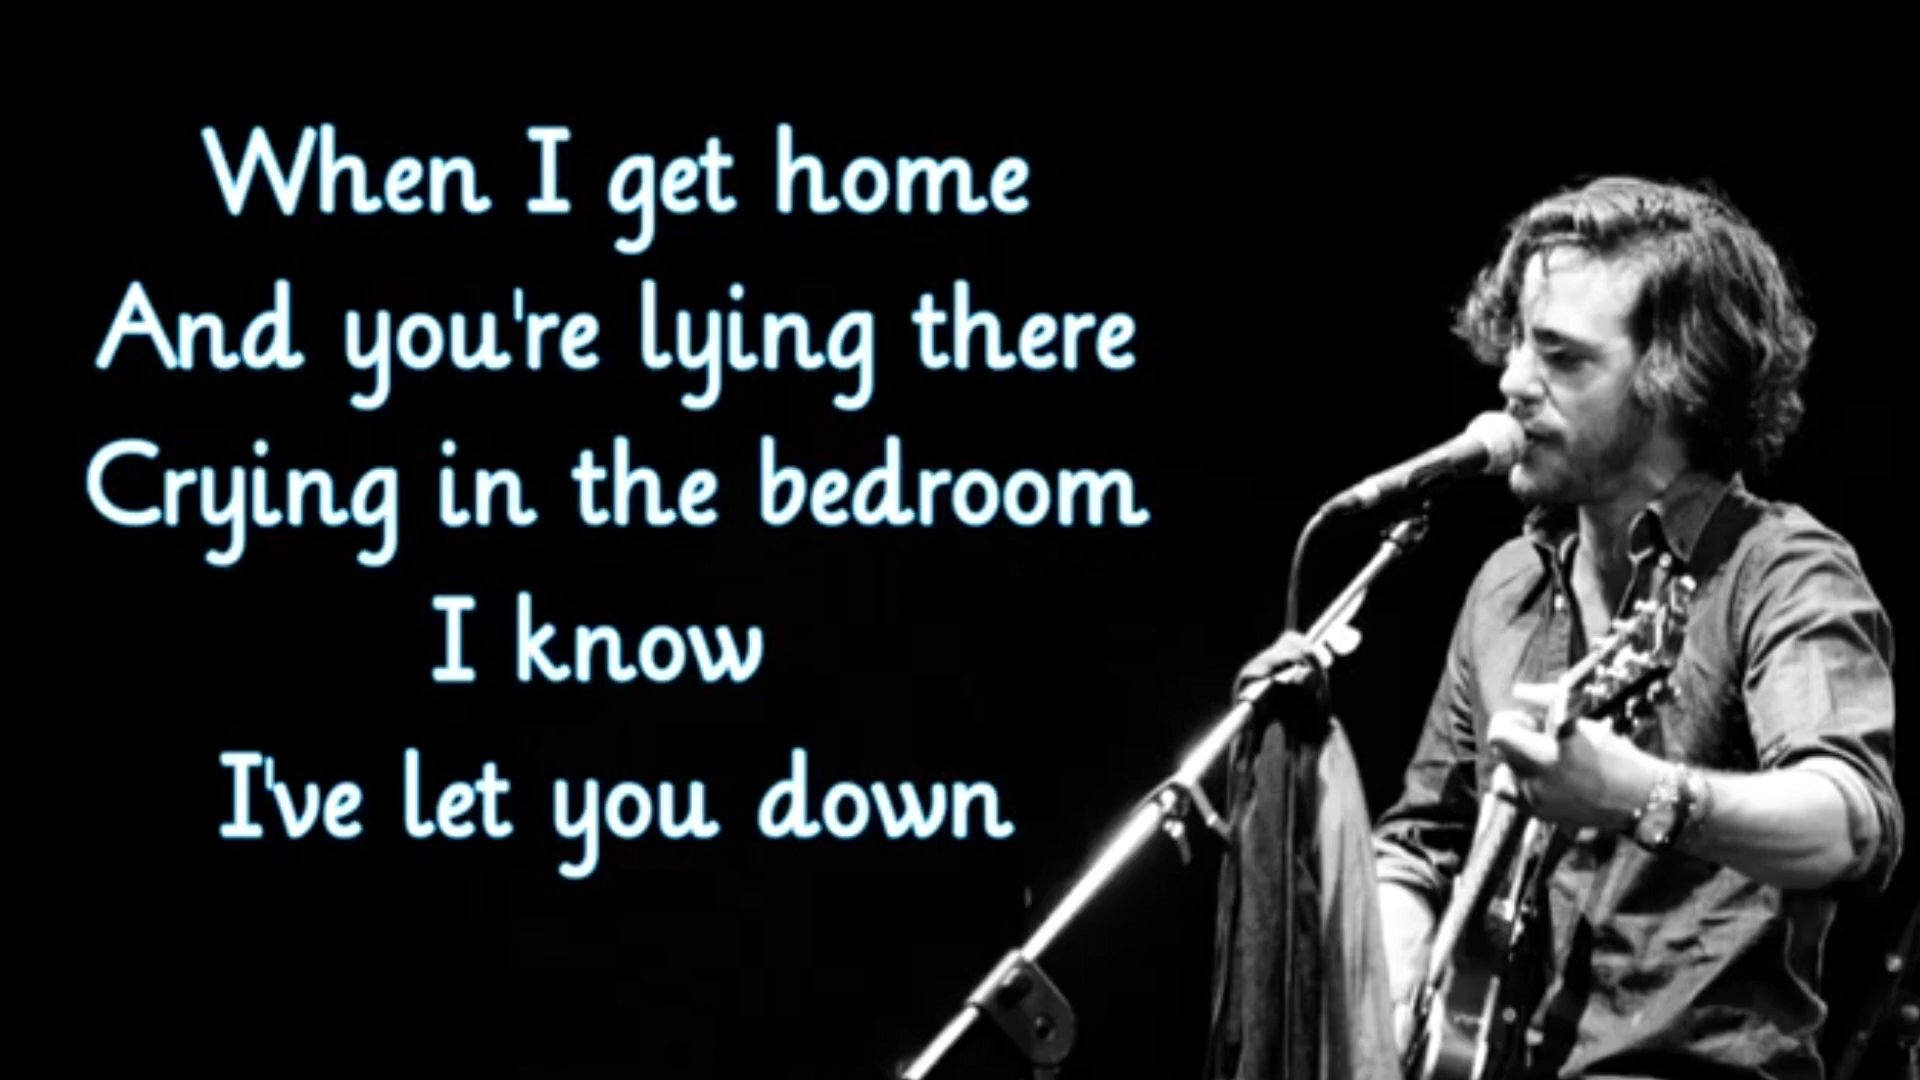 When I get home
And you're lying there
Crying in the bedroom
I know
I've let you down